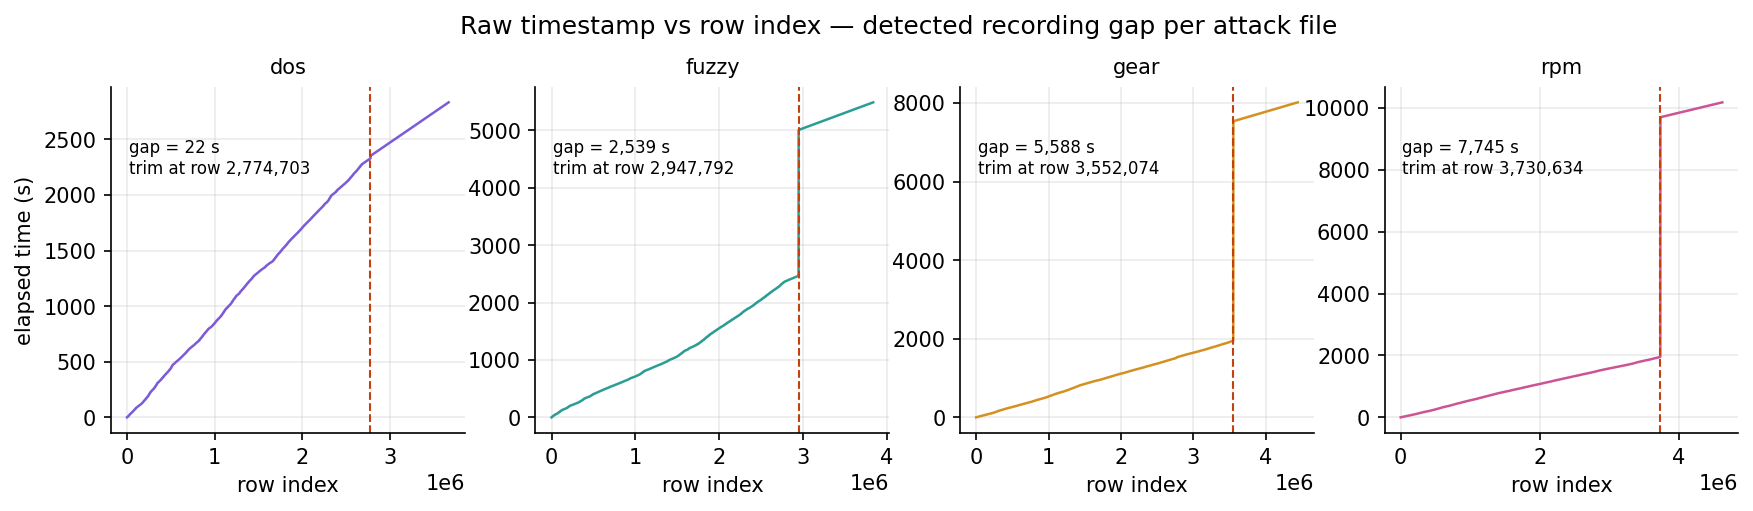 Raw timestamp vs row index — detected recording gap per attack file
dos
gap = 22 s
trim at row 2,774,703
elapsed time (s)
2500
2000
1500
1000
500
0
0 1 2 3
1e6
row index
fuzzy
gap = 2,539 s
trim at row 2,947,792
5000
4000
3000
2000
1000
0
0 1 2 3 4
1e6
row index
gear
gap = 5,588 s
trim at row 3,552,074
8000
6000
4000
2000
0
0 1 2 3 4
1e6
row index
rpm
gap = 7,745 s
trim at row 3,730,634
10000
8000
6000
4000
2000
0
0 2 4
1e6
row index